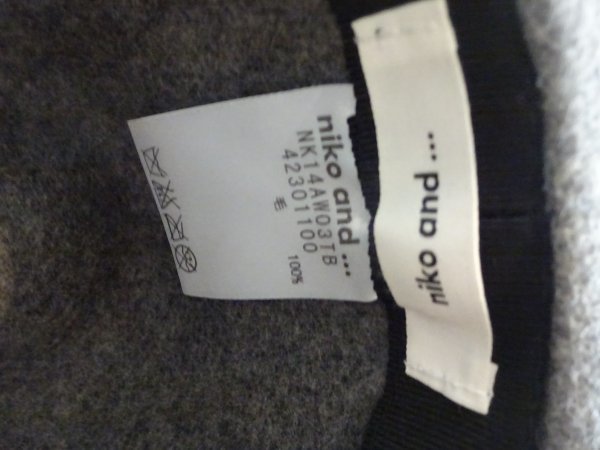 niko and ...
NK14AW03TB
42301100
毛 100%
niko and ...